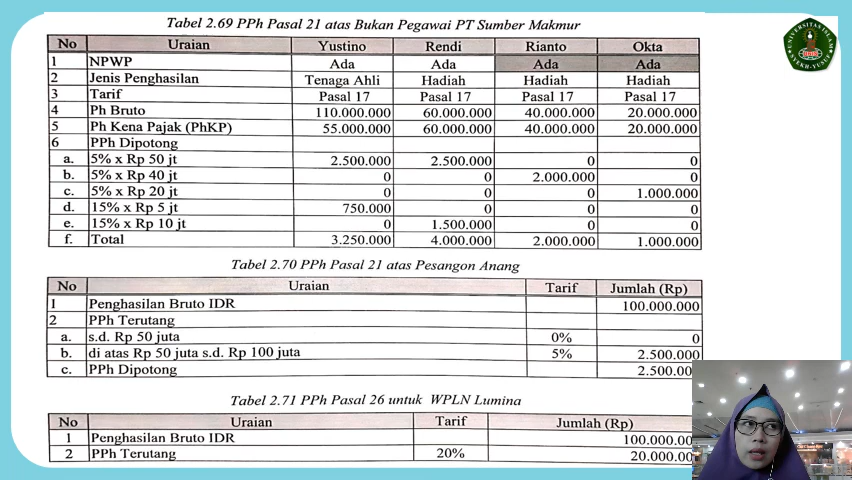 Tabel 2.69 PPh Pasal 21 atas Bukan Pegawai PT Sumber Makmur
No Uraian Yustino Rendi Rianto Okta
1 NPWP Ada Ada Ada Ada
2 Jenis Penghasilan Tenaga Ahli Hadiah Hadiah Hadiah
3 Tarif Pasal 17 Pasal 17 Pasal 17 Pasal 17
4 Ph Bruto 110.000.000 60.000.000 40.000.000 20.000.000
5 Ph Kena Pajak (PhKP) 55.000.000 60.000.000 40.000.000 20.000.000
6 PPh Dipotong
a. 5% x Rp 50 jt 2.500.000 2.500.000 0 0
b. 5% x Rp 40 jt 0 0 2.000.000 0
c. 5% x Rp 20 jt 0 0 0 1.000.000
d. 15% x Rp 5 jt 750.000 0 0 0
e. 15% x Rp 10 jt 0 1.500.000 0 0
f. Total 3.250.000 4.000.000 2.000.000 1.000.000
Tabel 2.70 PPh Pasal 21 atas Pesangon Anang
No Uraian Tarif Jumlah (Rp)
1 Penghasilan Bruto IDR 100.000.000
2 PPh Terutang
a. s.d. Rp 50 juta 0% 0
b. di atas Rp 50 juta s.d. Rp 100 juta 5% 2.500.000
c. PPh Dipotong 2.500.00
Tabel 2.71 PPh Pasal 26 untuk WPLN Lumina
No Uraian Tarif Jumlah (Rp)
1 Penghasilan Bruto IDR 100.000.00
2 PPh Terutang 20% 20.000.00